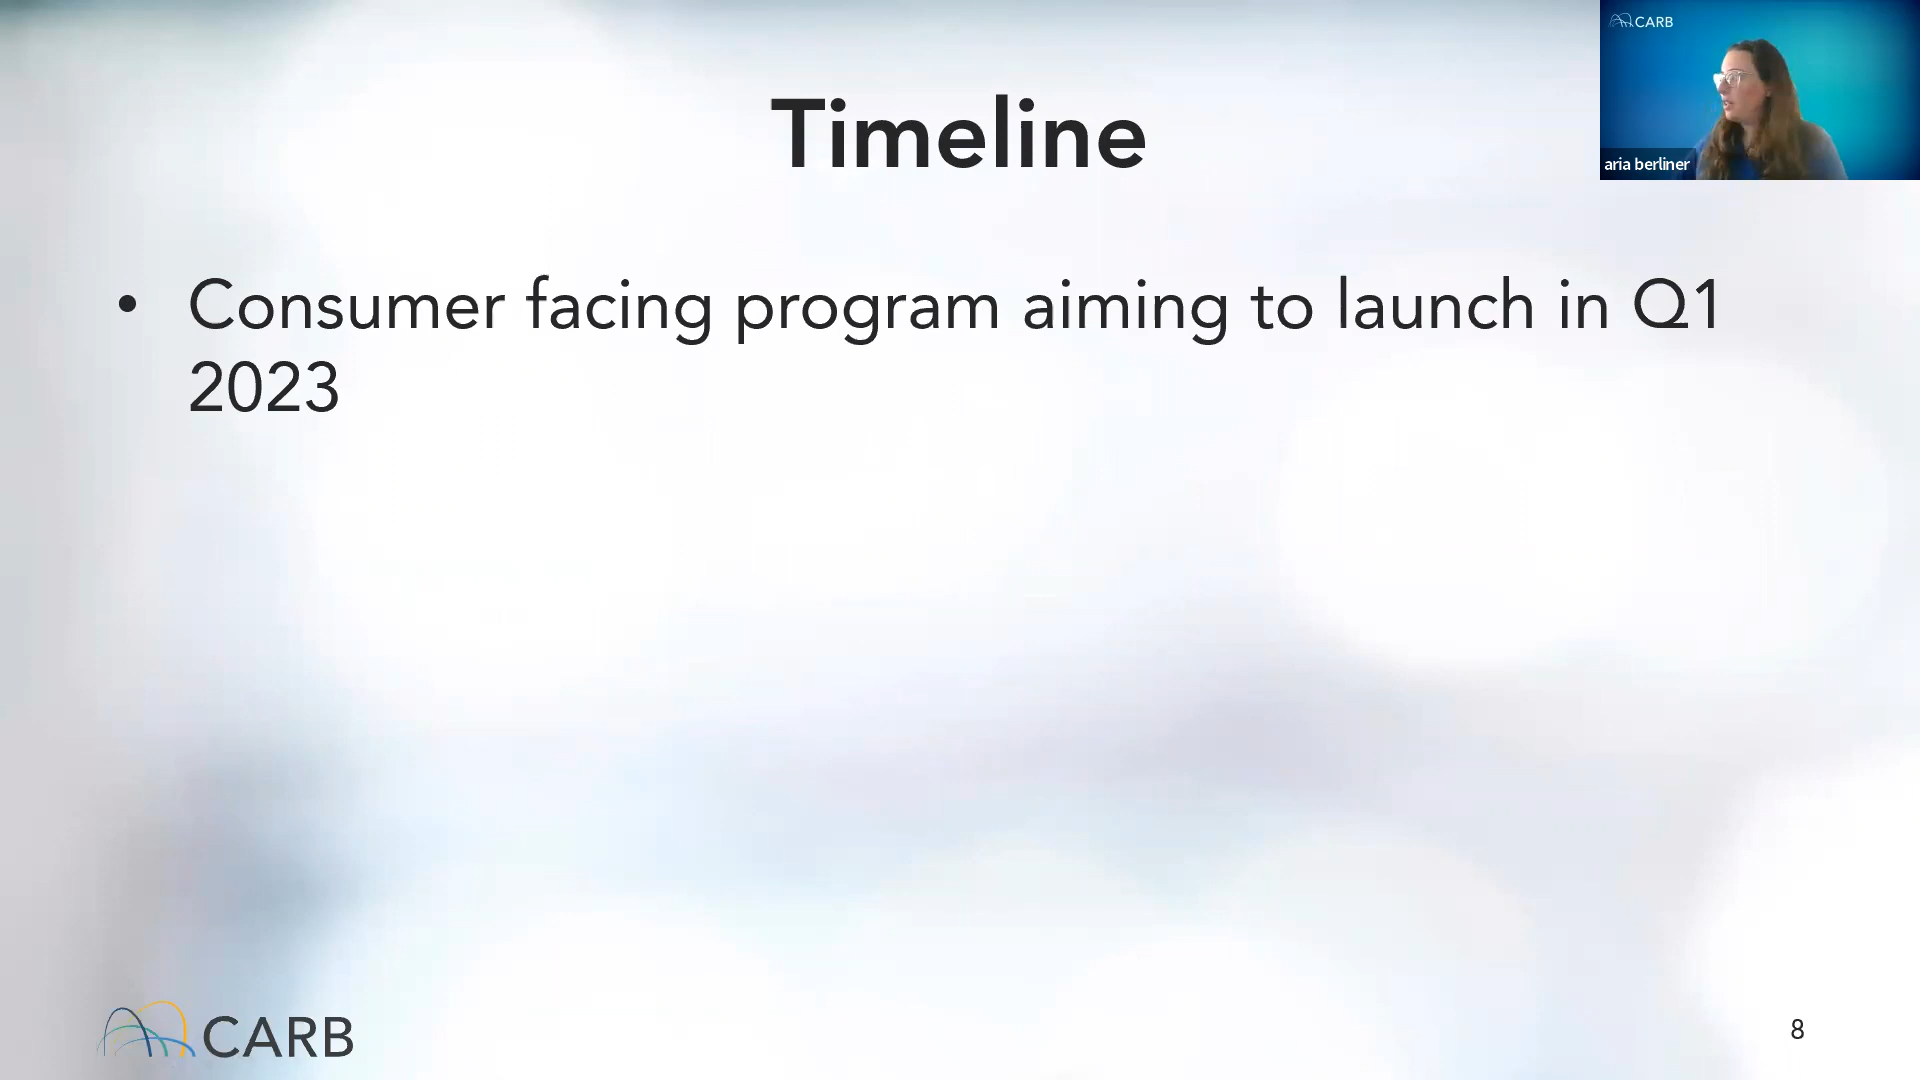 CARB
Timeline
aria berliner
• Consumer facing program aiming to launch in Q1
2023
CARB
8